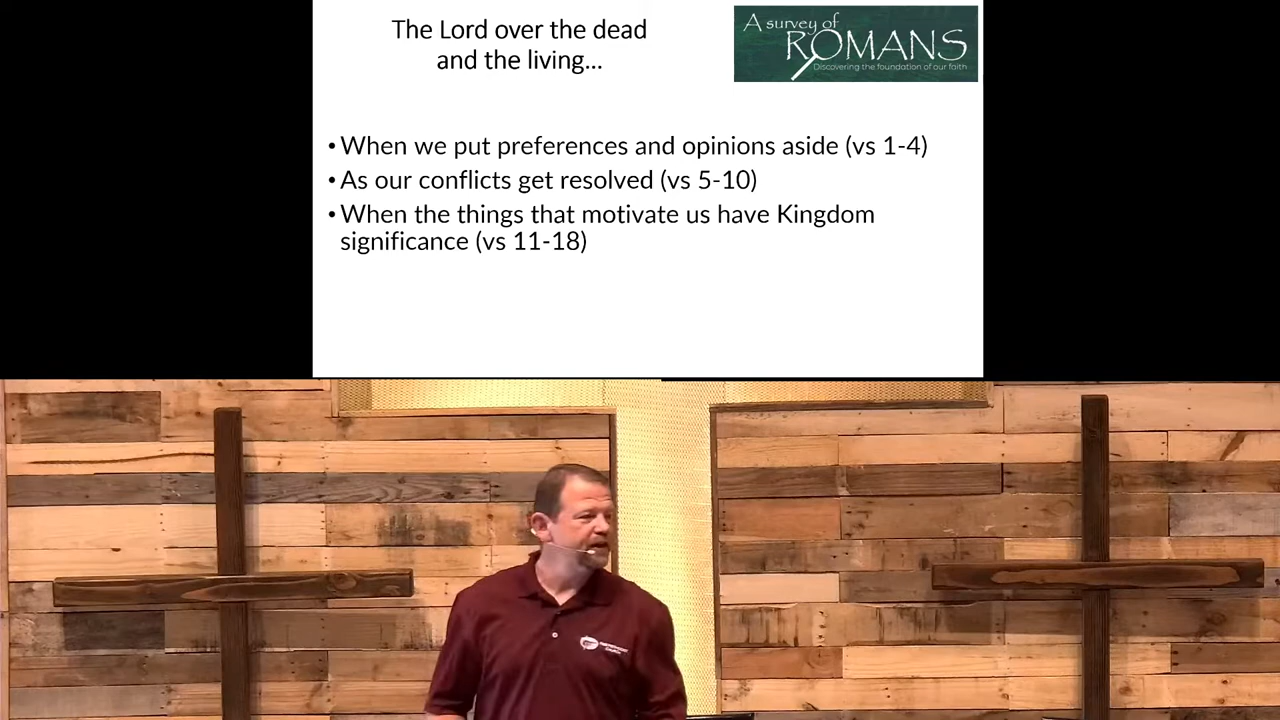 The Lord over the dead
and the living...
A survey of
ROMANS
Discovering the foundation of our faith
• When we put preferences and opinions aside (vs 1-4)
• As our conflicts get resolved (vs 5-10)
• When the things that motivate us have Kingdom
significance (vs 11-18)